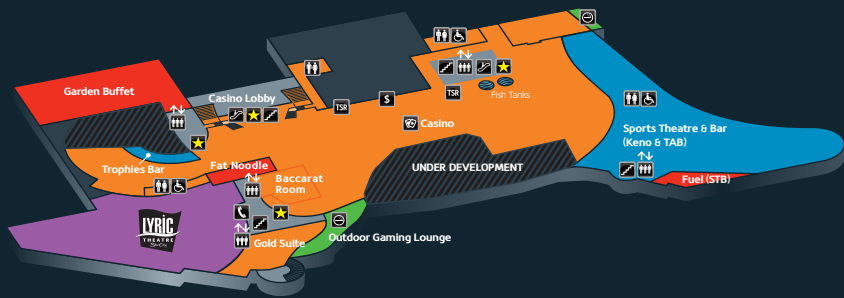 Garden Buffet
Casino Lobby
TSR
$
TSR
Fish Tanks
Casino
Sports Theatre & Bar
(Keno & TAB)
Trophies Bar
Fat Noodle
UNDER DEVELOPMENT
Baccarat
Room
Fuel (STB)
LYRIC
THEATRE
Gold Suite
Outdoor Gaming Lounge